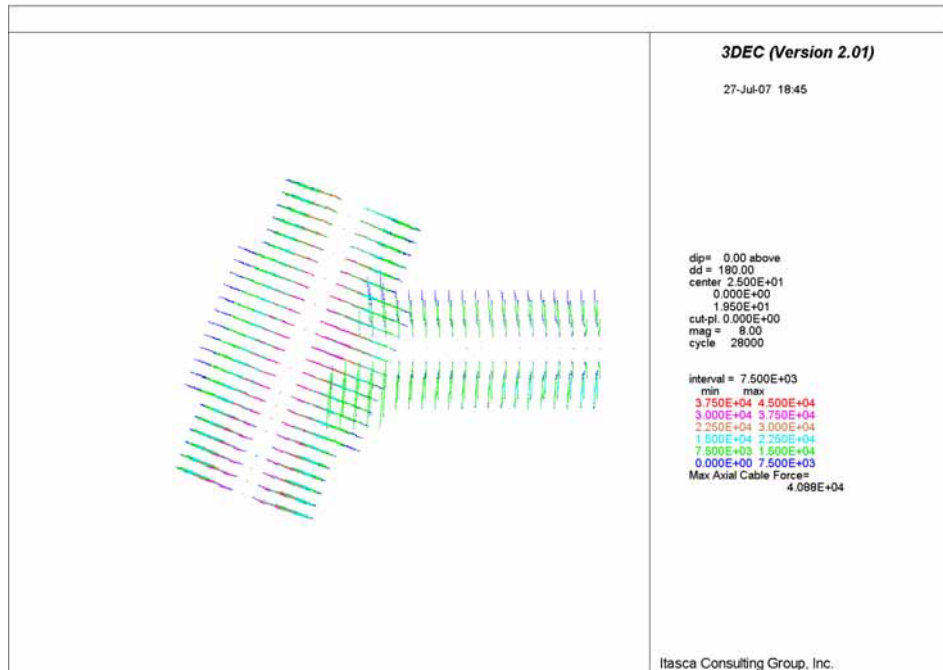 3DEC (Version 2.01)
27-Jul-07 18:45
dip= 0.00 above
dd = 180.00
center 2.500E+01
0.000E+00
1.950E+01
cut-pl. 0.000E+00
mag = 8.00
cycle 28000
interval = 7.500E+03
min max
3.750E+04 4.500E+04
3.000E+04 3.750E+04
2.250E+04 3.000E+04
1.500E+04 2.250E+04
7.500E+03 1.500E+04
0.000E+00 7.500E+03
Max Axial Cable Force=
4.088E+04
Itasca Consulting Group, Inc.